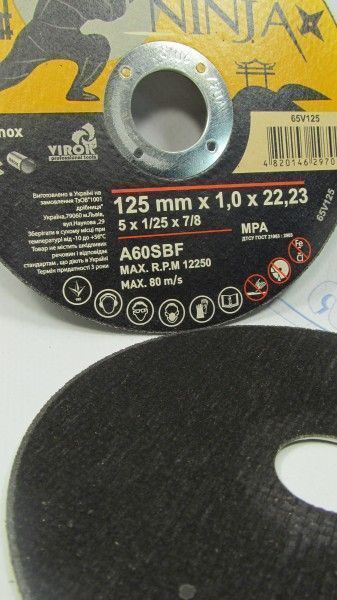 NINJA
65V125
4820146297
nox
VIROK
professional tools
Виготовлено в Україні на
замовлення ТзОВ"1001
дрібниця"
Україна,79060 м.Львів,
вул.Наукова ,29
Зберігати в сухому місці при
температурі від -10 до +50°C
Товар не містить шкідливих
речовин і відповідає
стандартам , що діють в Україні
Термін придатності 3 роки
125 mm x 1,0 x 22,23
5 x 1/25 x 7/8
A60SBF
MAX. R.P.M 12250
MAX. 80 m/s
MPA
65V125
Fe